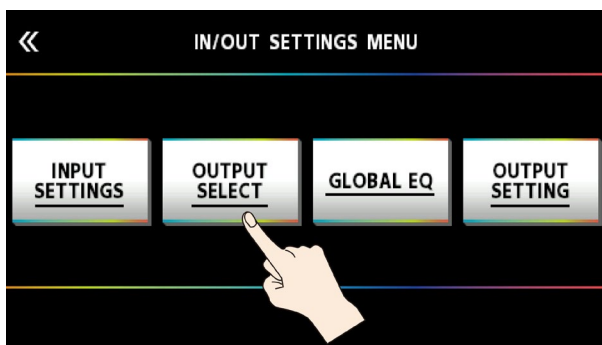 IN/OUT SETTINGS MENU
INPUT
SETTINGS
OUTPUT
SELECT
GLOBAL EQ
OUTPUT
SETTING